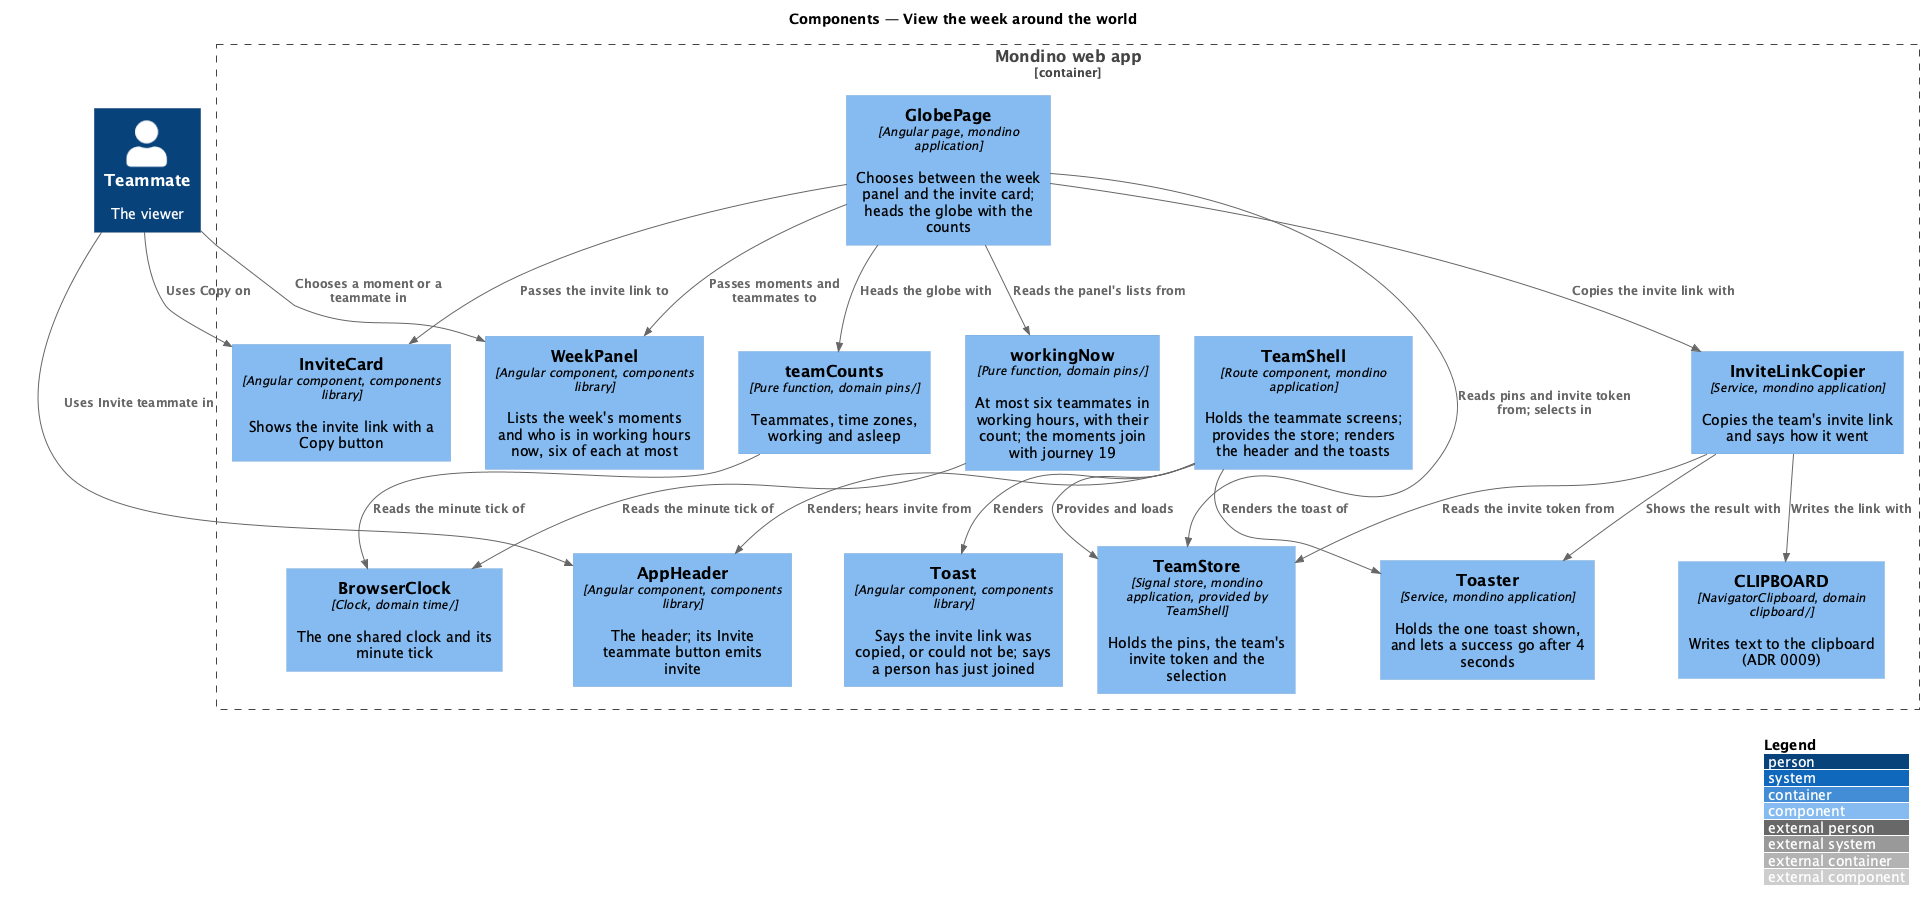 Components — View the week around the world
Mondino web app
[container]
Teammate
The viewer
GlobePage
[Angular page, mondino
application]
Chooses between the week
panel and the invite card;
heads the globe with the
counts
Uses Copy on
Chooses a moment or a
teammate in
Passes the invite link to
Passes moments and
teammates to
Heads the globe with
Reads the panel's lists from
Copies the invite link with
Uses Invite teammate in
Reads pins and invite token
from; selects in
InviteCard
[Angular component, components
library]
Shows the invite link with a
Copy button
WeekPanel
[Angular component, components
library]
Lists the week's moments
and who is in working hours
now, six of each at most
teamCounts
[Pure function, domain pins/]
Teammates, time zones,
working and asleep
workingNow
[Pure function, domain pins/]
At most six teammates in
working hours, with their
count; the moments join
with journey 19
TeamShell
[Route component, mondino
application]
Holds the teammate screens;
provides the store; renders
the header and the toasts
InviteLinkCopier
[Service, mondino application]
Copies the team's invite link
and says how it went
Reads the minute tick of
Reads the minute tick of
Renders; hears invite from
Renders
Provides and loads
Renders the toast of
Reads the invite token from
Shows the result with
Writes the link with
BrowserClock
[Clock, domain time/]
The one shared clock and its
minute tick
AppHeader
[Angular component, components
library]
The header; its Invite
teammate button emits
invite
Toast
[Angular component, components
library]
Says the invite link was
copied, or could not be; says
a person has just joined
TeamStore
[Signal store, mondino
application, provided by
TeamShell]
Holds the pins, the team's
invite token and the
selection
Toaster
[Service, mondino application]
Holds the one toast shown,
and lets a success go after 4
seconds
CLIPBOARD
[NavigatorClipboard, domain
clipboard/]
Writes text to the clipboard
(ADR 0009)
Legend
person
system
container
component
external person
external system
external container
external component